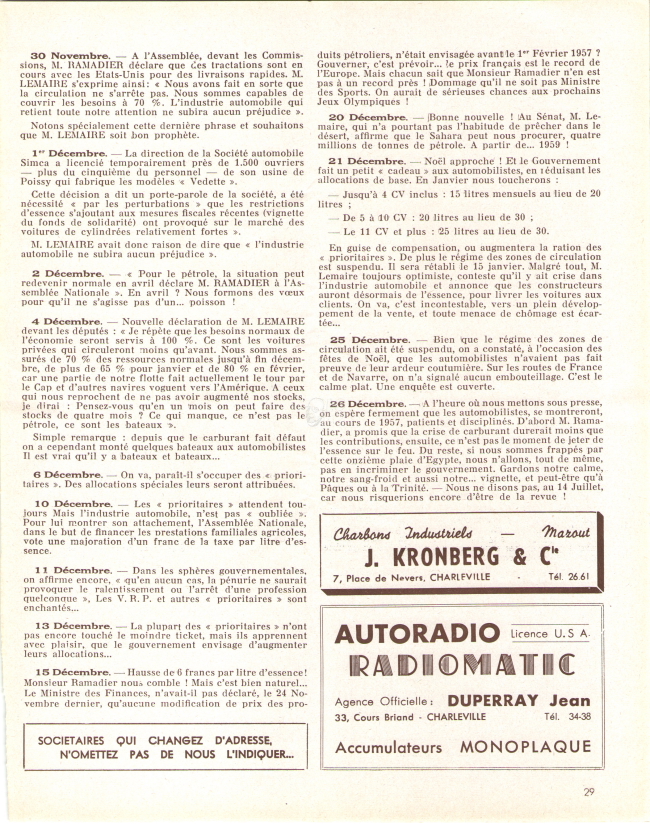 30 Novembre. — A l'Assemblée, devant les Commis-
sions, M. RAMADIER déclare que des tractations sont en
cours avec les Etats-Unis pour des livraisons rapides. M.
LEMAIRE s'exprime ainsi : « Nous avons fait en sorte que
la circulation ne s'arrête pas. Nous sommes capables de
couvrir les besoins à 70 %. L'industrie automobile qui
retient toute notre attention ne subira aucun préjudice ».
Notons spécialement cette dernière phrase et souhaitons
que M. LEMAIRE soit bon prophète.
1er Décembre. — La direction de la Société automobile
Simca a licencié temporairement près de 1.500 ouvriers
— plus du cinquième du personnel — de son usine de
Poissy qui fabrique les modèles « Vedette ».
Cette décision a dit un porte-parole de la société, a été
nécessité « par les perturbations » que les restrictions
d'essence s'ajoutant aux mesures fiscales récentes (vignette
du fonds de solidarité) ont provoqué sur le marché des
voitures de cylindrées relativement fortes ».
M. LEMAIRE avait donc raison de dire que « l'industrie
automobile ne subira aucun préjudice ».
2 Décembre. — « Pour le pétrole, la situation peut
redevenir normale en avril déclare M. RAMADIER à l'As-
semblée Nationale ». En avril ? Nous formons des vœux
pour qu'il ne s'agisse pas d'un... poisson !
4 Décembre. — Nouvelle déclaration de M. LEMAIRE
devant les députés : « Je répète que les besoins normaux de
l'économie seront servis à 100 %. Ce sont les voitures
privées qui circuleront moins qu'avant. Nous sommes as-
surés de 70 % des ressources normales jusqu'à fin décem-
bre, de plus de 65 % pour janvier et de 80 % en février,
car une partie de notre flotte fait actuellement le tour par
le Cap et d'autres navires voguent vers l'Amérique. A ceux
qui nous reprochent de ne pas avoir augmenté nos stocks,
je dirai : Pensez-vous qu'en un mois on peut faire des
stocks de quatre mois ? Ce qui manque, ce n'est pas le
pétrole, ce sont les bateaux ».
Simple remarque : depuis que le carburant fait défaut
on a cependant monté quelques bateaux aux automobilistes
Il est vrai qu'il y a bateaux et bateaux...
6 Décembre. — On va, paraît-il s'occuper des « priori-
taires ». Des allocations spéciales leurs seront attribuées.
10 Décembre. — Les « prioritaires » attendent tou-
jours Mais l'industrie automobile, n'est pas « oubliée ».
Pour lui montrer son attachement, l'Assemblée Nationale,
dans le but de financer les prestations familiales agricoles,
vote une majoration d'un franc de la taxe par litre d'es-
sence.
11 Décembre. — Dans les sphères gouvernementales,
on affirme encore, « qu'en aucun cas, la pénurie ne saurait
provoquer le ralentissement ou l'arrêt d'une profession
quelconque », Les V. R. P. et autres « prioritaires » sont
enchantés...
13 Décembre. — La plupart des « prioritaires » n'ont
pas encore touché le moindre ticket, mais ils apprennent
avec plaisir, que le gouvernement envisage d'augmenter
leurs allocations...
15 Décembre. — Hausse de 6 francs par litre d'essence !
Monsieur Ramadier nous comble ! Mais c'est bien naturel...
Le Ministre des Finances, n'avait-il pas déclaré, le 24 No-
vembre dernier, qu'aucune modification de prix des pro-
SOCIETAIRES QUI CHANGEZ D'ADRESSE,
N'OMETTEZ PAS DE NOUS L'INDIQUER...
duits pétroliers, n'était envisagée avant le 1er Février 1957 ?
Gouverner, c'est prévoir... le prix français est le record de
l'Europe. Mais chacun sait que Monsieur Ramadier n'en est
pas à un record près ! Dommage qu'il ne soit pas Ministre
des Sports. On aurait de sérieuses chances aux prochains
Jeux Olympiques !
20 Décembre. — Bonne nouvelle ! Au Sénat, M. Le-
maire, qui n'a pourtant pas l'habitude de prêcher dans le
désert, affirme que le Sahara peut nous procurer, quatre
millions de tonnes de pétrole. A partir de... 1959 !
21 Décembre. — Noël approche ! Et le Gouvernement
fait un petit « cadeau » aux automobilistes, en réduisant les
allocations de base. En Janvier nous toucherons :
— Jusqu'à 4 CV inclus : 15 litres mensuels au lieu de 20
litres ;
— De 5 à 10 CV : 20 litres au lieu de 30 ;
— Le 11 CV et plus : 25 litres au lieu de 30.
En guise de compensation, ou augmentera la ration des
« prioritaires ». De plus le régime des zones de circulation
est suspendu. Il sera rétabli le 15 janvier. Malgré tout, M.
Lemaire toujours optimiste, conteste qu'il y ait crise dans
l'industrie automobile et annonce que les constructeurs
auront désormais de l'essence, pour livrer les voitures aux
clients. On va, c'est incontestable, vers un plein dévelop-
pement de la vente, et toute menace de chômage est écar-
tée...
25 Décembre. — Bien que le régime des zones de
circulation ait été suspendu, on a constaté, à l'occasion des
fêtes de Noël, que les automobilistes n'avaient pas fait
preuve de leur ardeur coutumière. Sur les routes de France
et de Navarre, on n'a signalé aucun embouteillage. C'est le
calme plat. Une enquête est ouverte.
26 Décembre. — A l'heure où nous mettons sous presse,
on espère fermement que les automobilistes, se montreront,
au cours de 1957, patients et disciplinés. D'abord M. Rama-
dier, a promis que la crise de carburant durerait moins que
les contributions, ensuite, ce n'est pas le moment de jeter de
l'essence sur le feu. Du reste, si nous sommes frappés par
cette onzième plaie d'Egypte, nous n'allons, tout de même,
pas en incriminer le gouvernement. Gardons notre calme,
notre sang-froid et aussi notre... vignette, et peut-être qu'à
Pâques ou à la Trinité. — Nous ne disons pas, au 14 Juillet,
car nous risquerions encore d'être de la revue !
Charbons Industriels — Mazout
J. KRONBERG & Cie
7, Place de Nevers, CHARLEVILLE - Tél. 26.61
AUTORADIO Licence U.S.A.
RADIOMATIC
Agence Officielle : DUPERRAY Jean
33, Cours Briand - CHARLEVILLE Tél. 34-38
Accumulateurs MONOPLAQUE
29